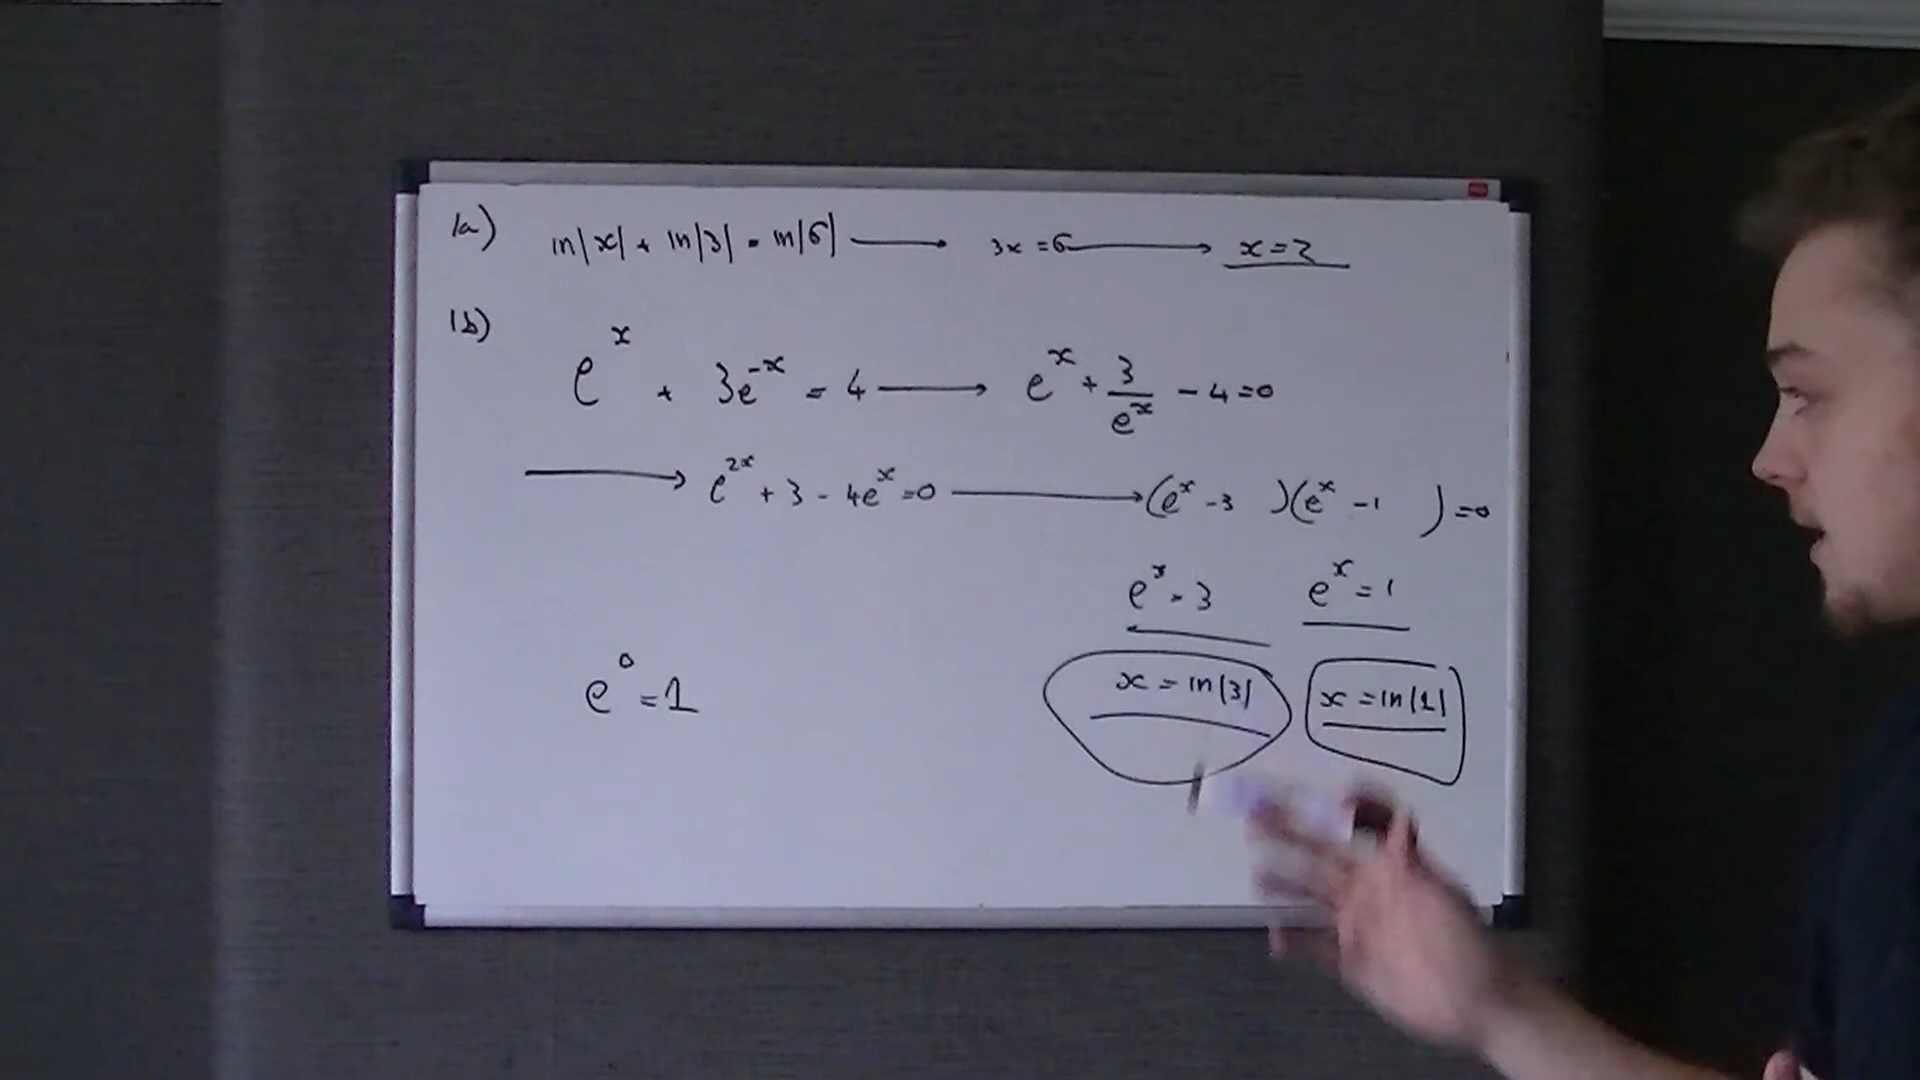 1a) ln|x| + ln|3| = ln|6| → 3x = 6 → x = 2
1b)
e^x + 3e^-x = 4 → e^x + 3/e^x - 4 = 0
→ e^2x + 3 - 4e^x = 0 → (e^x - 3 )(e^x - 1 ) = 0
e^x = 3 e^x = 1
e^0 = 1 x = ln|3| x = ln|1|